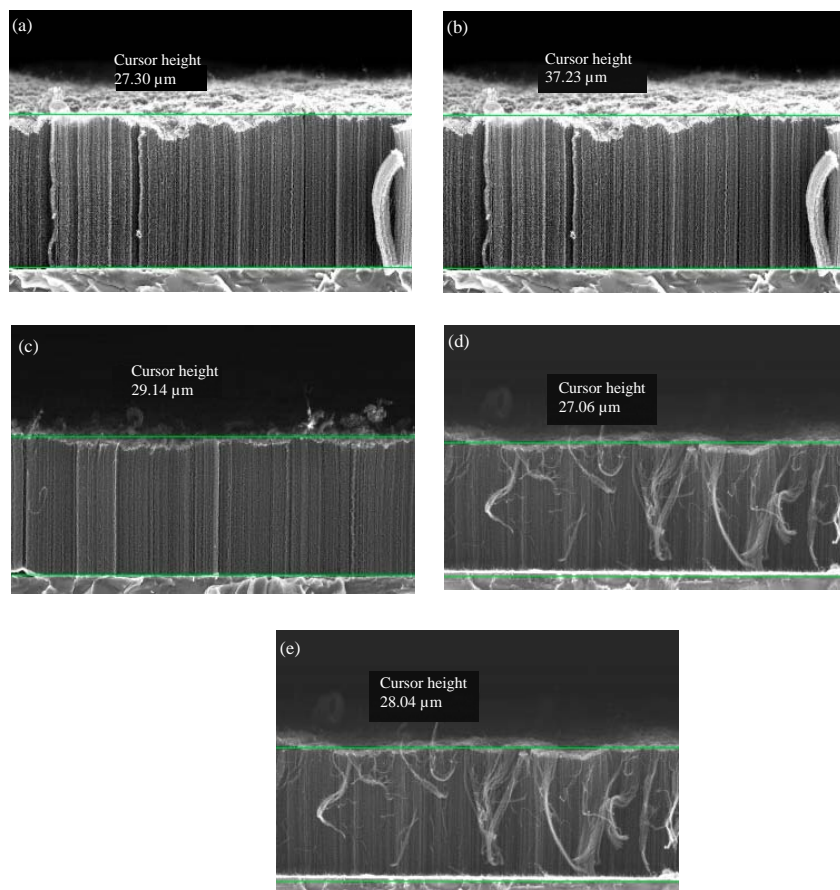 (a)
Cursor height
27.30 µm
(b)
Cursor height
37.23 µm
(c)
Cursor height
29.14 µm
(d)
Cursor height
27.06 µm
(e)
Cursor height
28.04 µm